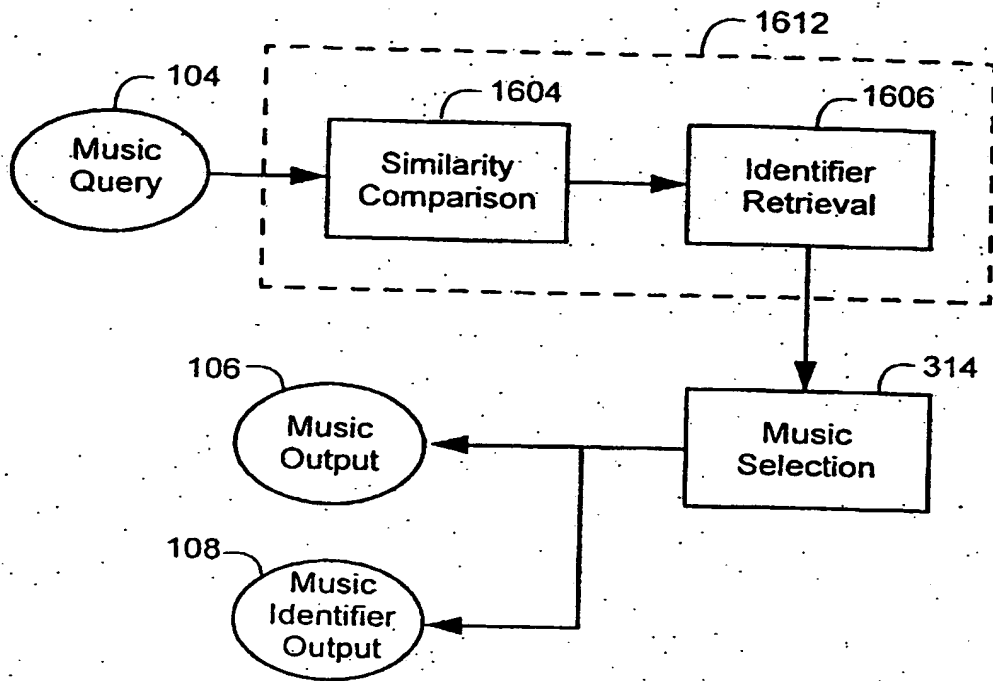 1612
104
1604
1606
Music
Query
Similarity
Comparison
Identifier
Retrieval
106
314
Music
Output
Music
Selection
108
Music
Identifier
Output